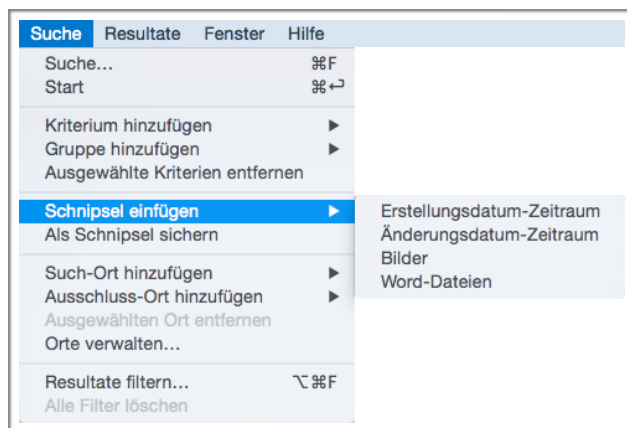 Suche Resultate Fenster Hilfe
Suche... ⌘F
Start ⌘↩
Kriterium hinzufügen ▶
Gruppe hinzufügen ▶
Ausgewählte Kriterien entfernen
Schnipsel einfügen ▶
Als Schnipsel sichern
Such-Ort hinzufügen ▶
Ausschluss-Ort hinzufügen ▶
Ausgewählten Ort entfernen
Orte verwalten...
Resultate filtern... ⌥⌘F
Alle Filter löschen
Erstellungsdatum-Zeitraum
Änderungsdatum-Zeitraum
Bilder
Word-Dateien